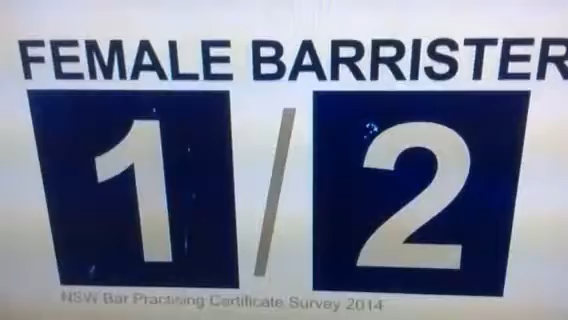 FEMALE BARRISTER
1/2
NSW Bar Practising Certificate Survey 2014